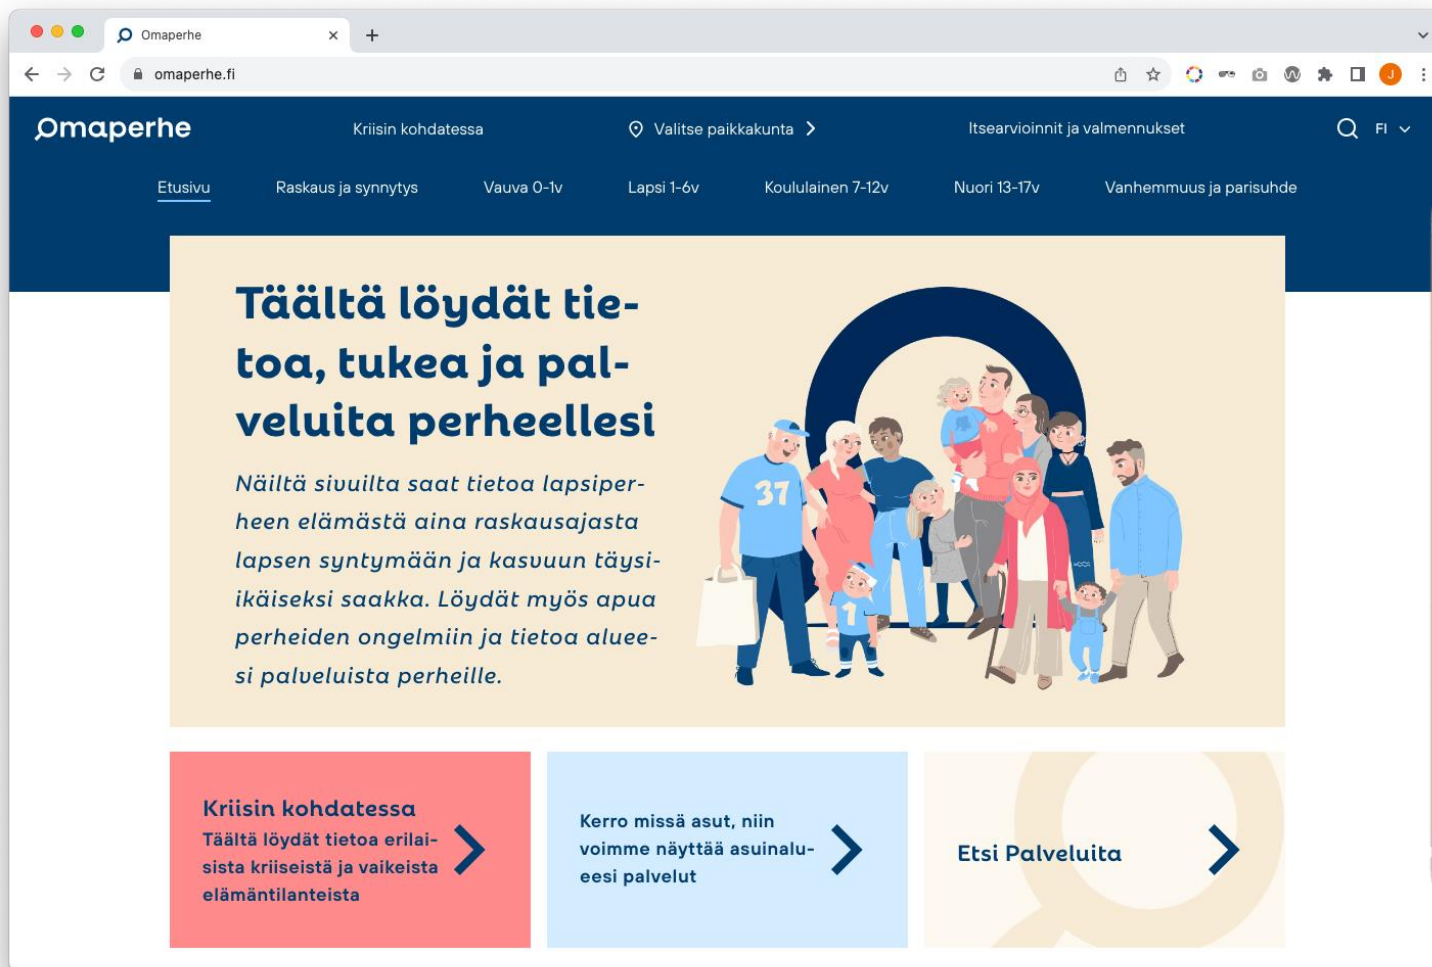 Omaperhe
omaperhe.fi
J
Omaperhe
Kriisin kohdatessa
Valitse paikkakunta
Itsearvioinnit ja valmennukset
FI
Etusivu
Raskaus ja synnytys
Vauva 0-1v
Lapsi 1-6v
Koululainen 7-12v
Nuori 13-17v
Vanhemmuus ja parisuhde
Täältä löydät tie-
toa, tukea ja pal-
veluita perheellesi
Näiltä sivuilta saat tietoa lapsiper-
heen elämästä aina raskausajasta
lapsen syntymään ja kasvuun täysi-
ikäiseksi saakka. Löydät myös apua
perheiden ongelmiin ja tietoa aluee-
si palveluista perheille.
37
1
Kriisin kohdatessa
Täältä löydät tietoa erilai-
sista kriiseistä ja vaikeista
elämäntilanteista
Kerro missä asut, niin
voimme näyttää asuinalu-
eesi palvelut
Etsi Palveluita